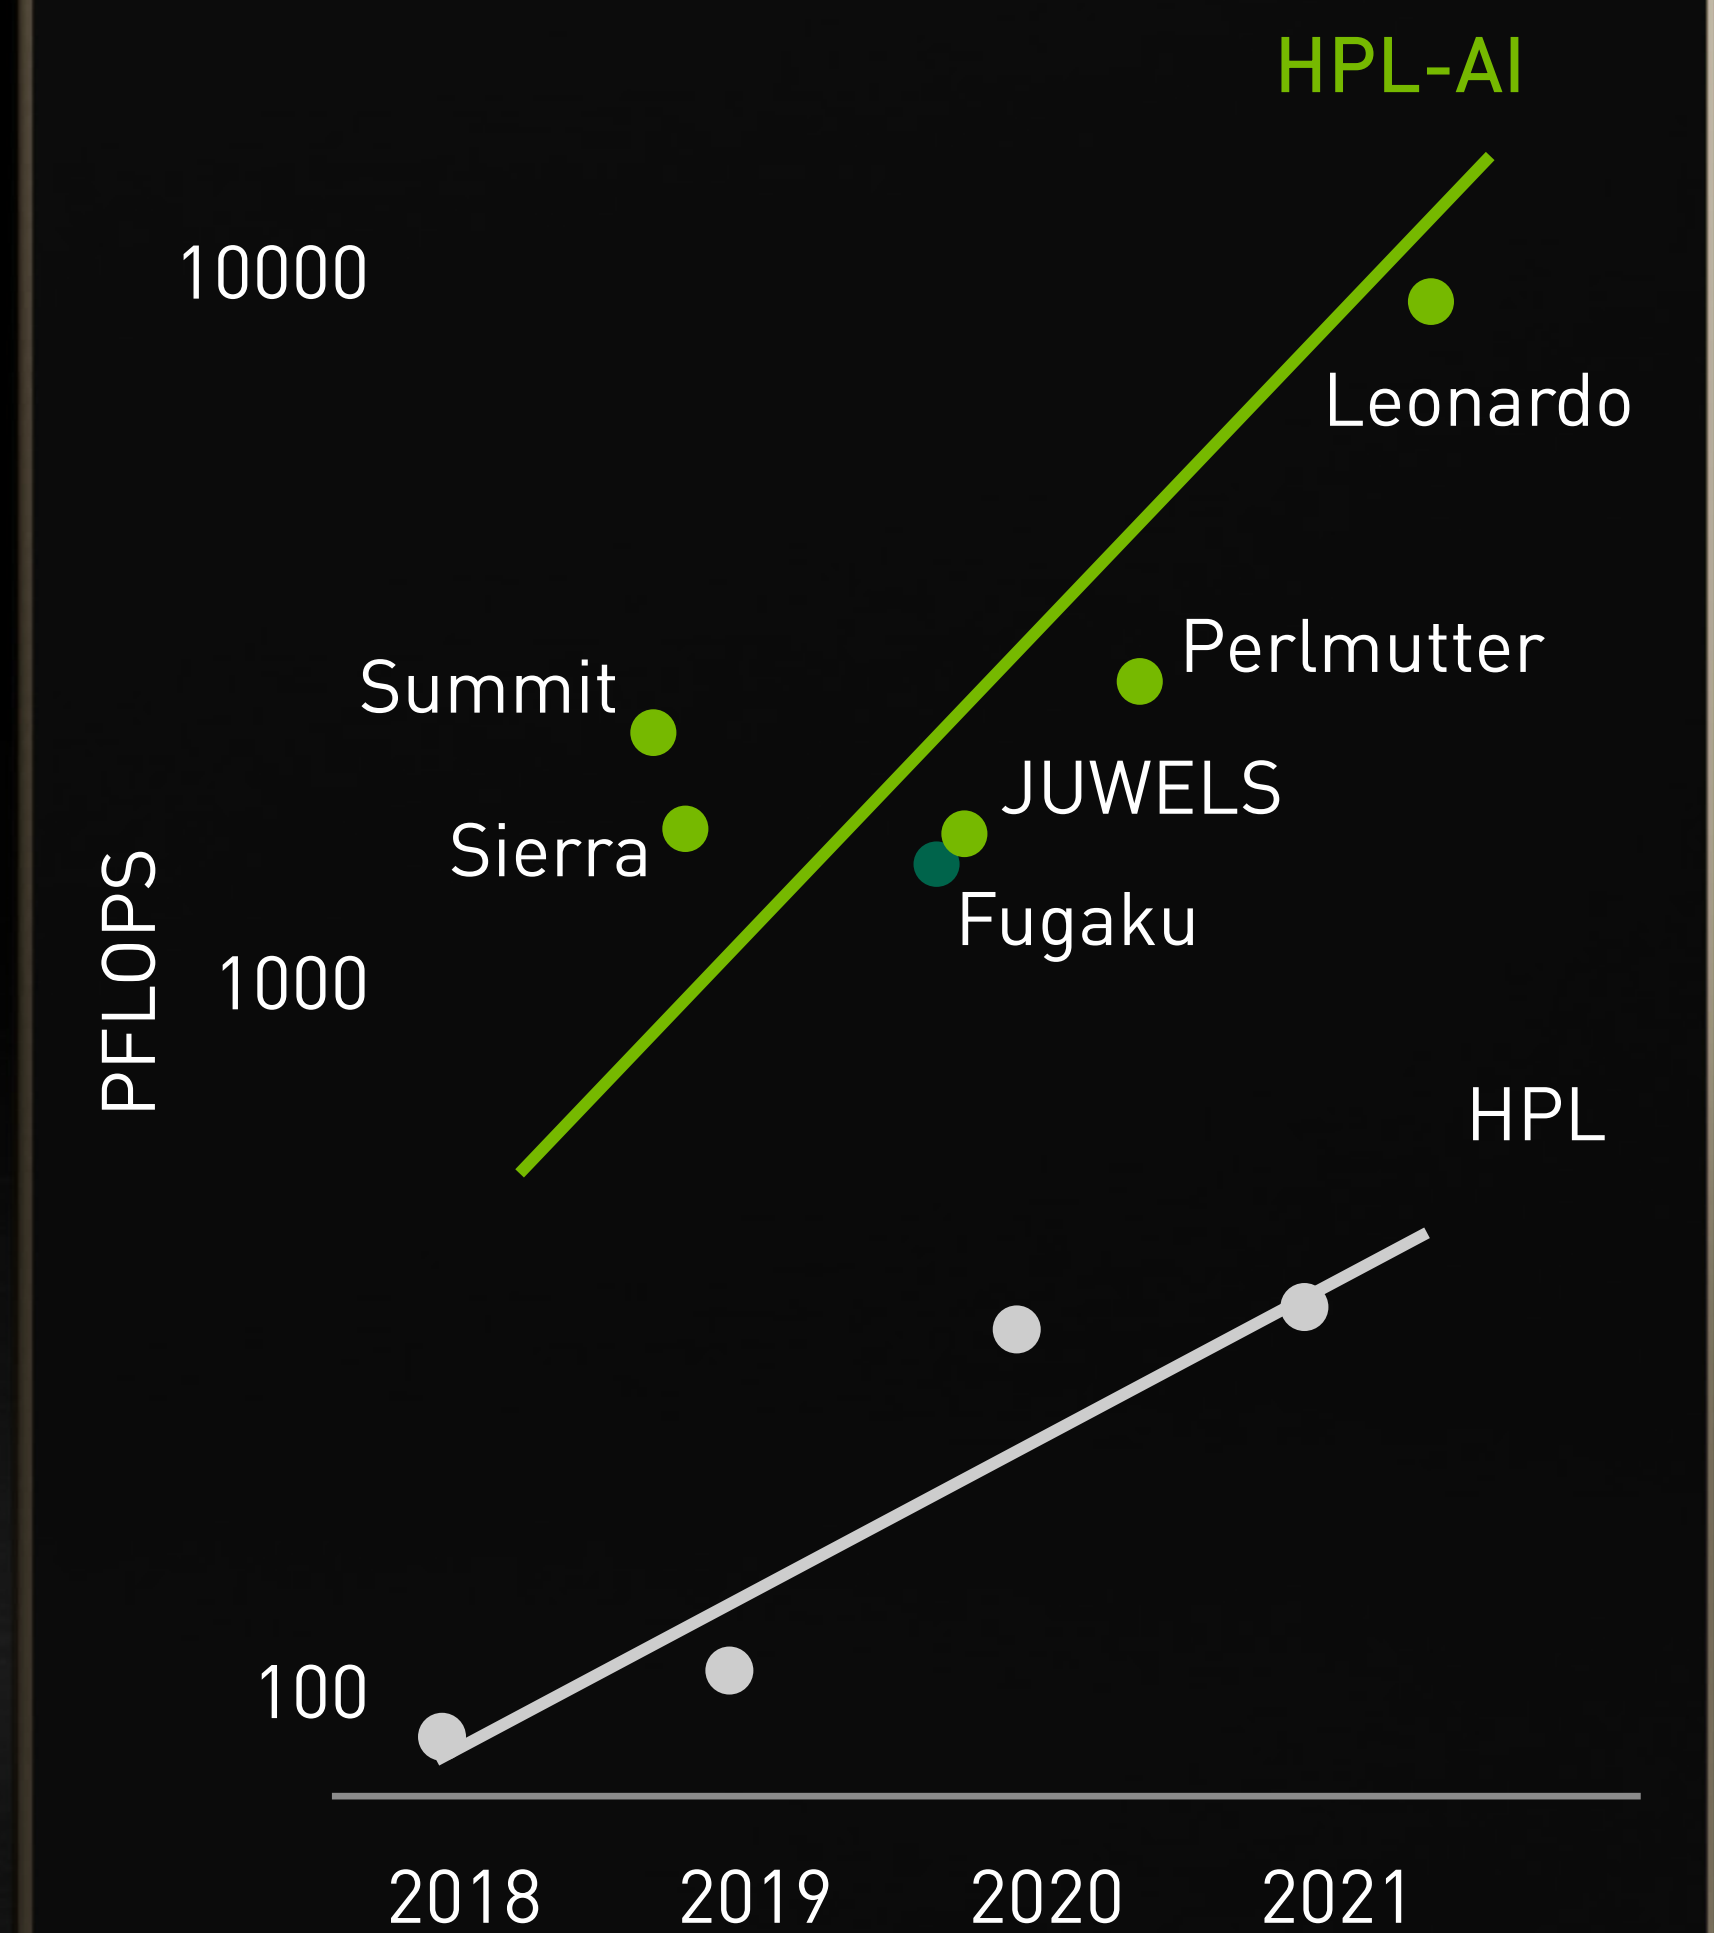 HPL-AI
10000
Leonardo
Perlmutter
Summit
JUWELS
Sierra
Fugaku
PFLOPS
1000
HPL
100
2018 2019 2020 2021